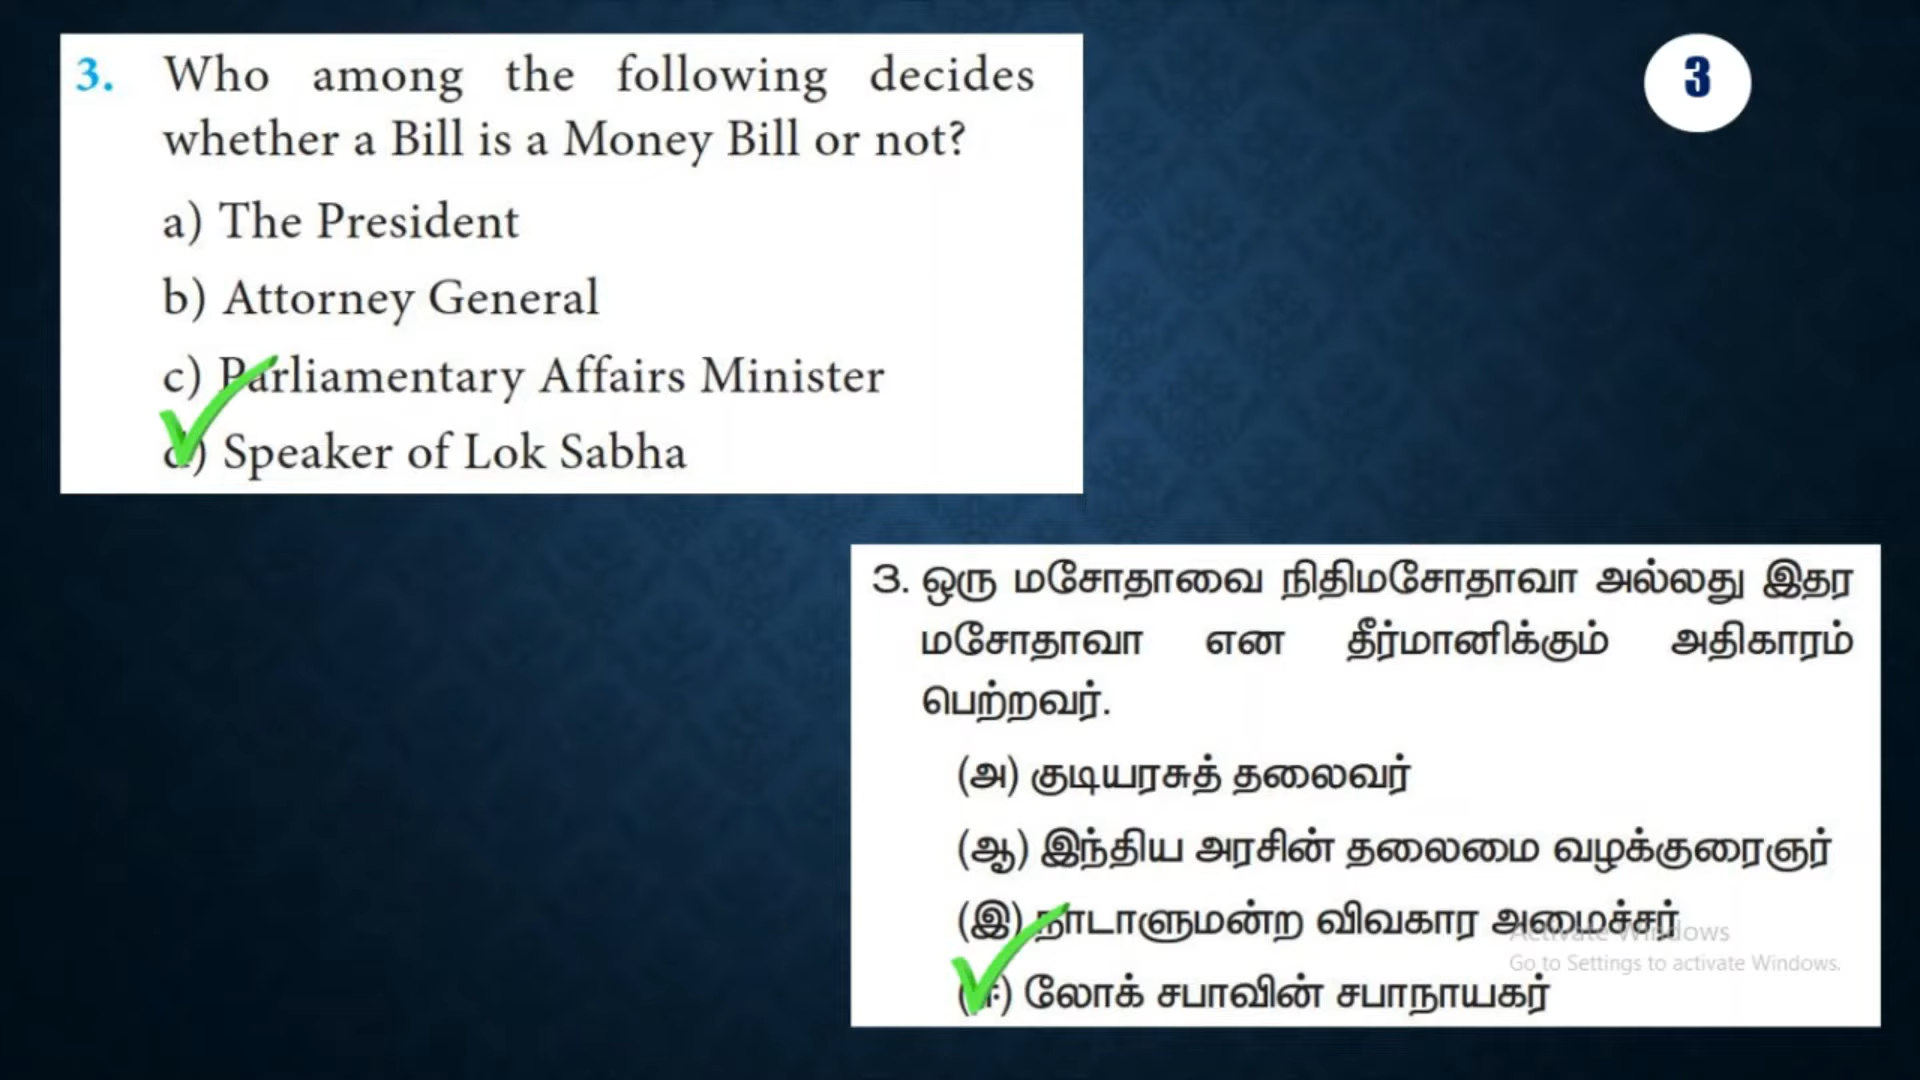 3. Who among the following decides
whether a Bill is a Money Bill or not?
a) The President
b) Attorney General
c) Parliamentary Affairs Minister
d) Speaker of Lok Sabha
3
3. ஒரு மசோதாவை நிதிமசோதாவா அல்லது இதர
மசோதாவா என தீர்மானிக்கும் அதிகாரம்
பெற்றவர்.
(அ) குடியரசுத் தலைவர்
(ஆ) இந்திய அரசின் தலைமை வழக்குரைஞர்
(இ) நாடாளுமன்ற விவகார அமைச்சர்
(ஈ) லோக் சபாவின் சபாநாயகர்
Activate Windows
Go to Settings to activate Windows.